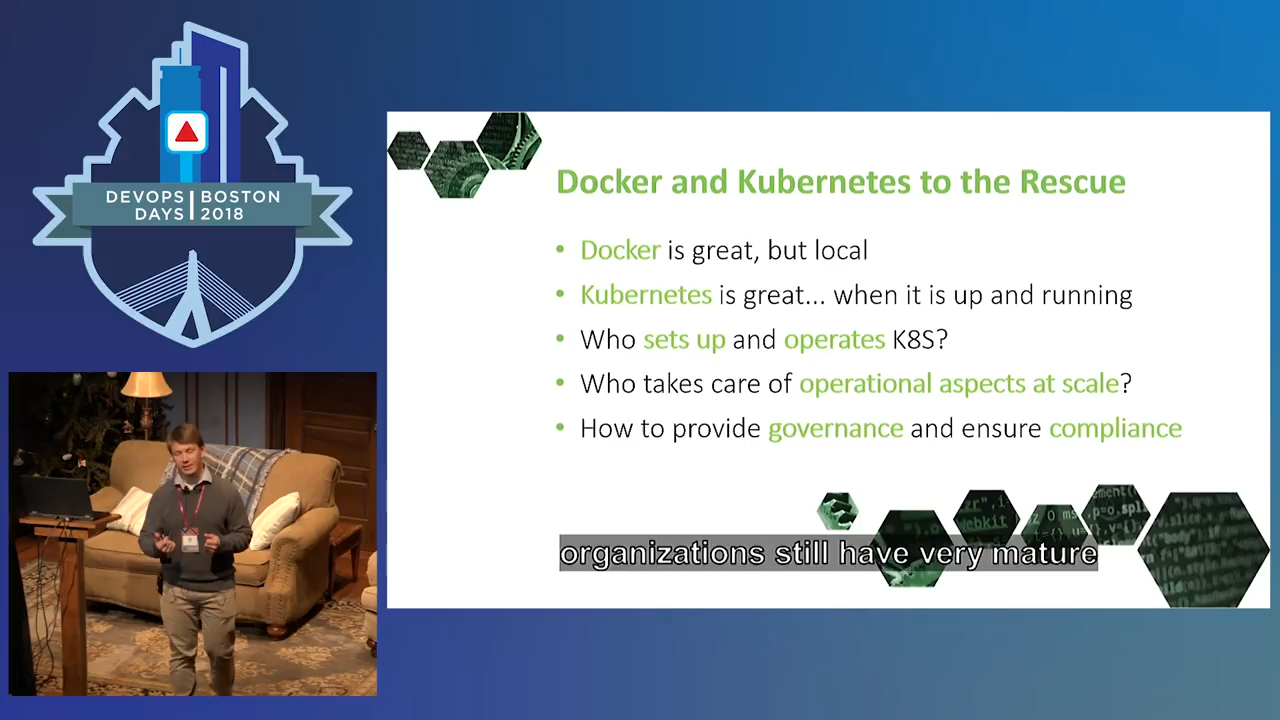 DEVOPS BOSTON
DAYS 2018
Docker and Kubernetes to the Rescue
• Docker is great, but local
• Kubernetes is great... when it is up and running
• Who sets up and operates K8S?
• Who takes care of operational aspects at scale?
• How to provide governance and ensure compliance
organizations still have very mature